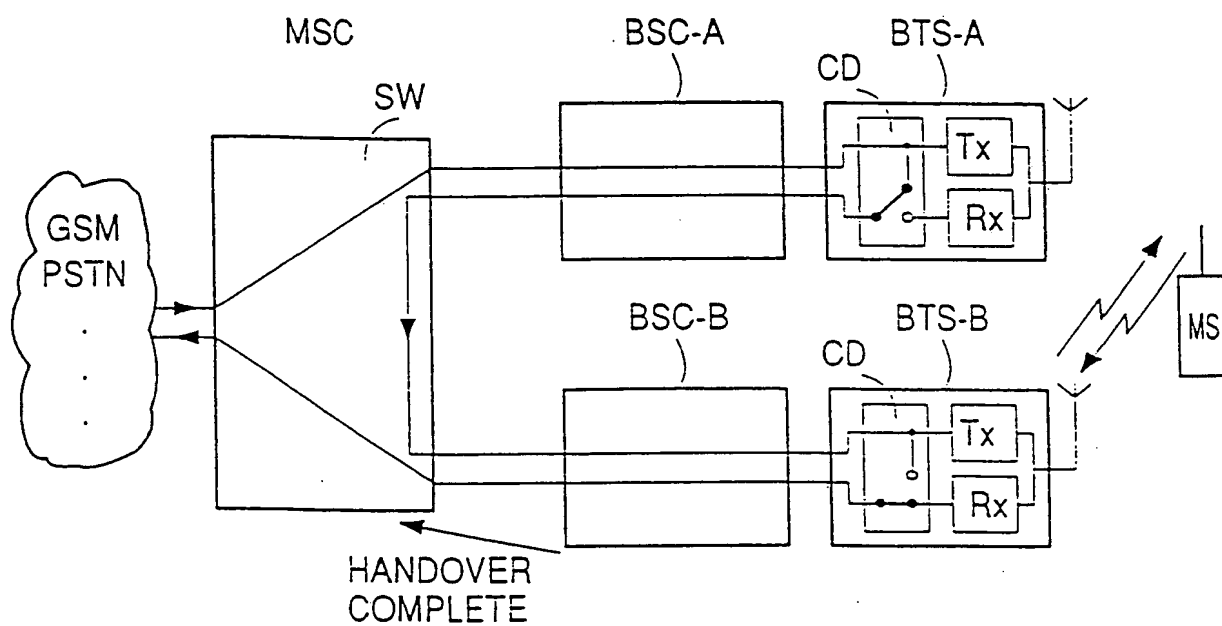 MSC
BSC-A
BTS-A
SW
CD
Tx
Rx
GSM
PSTN
.
.
.
BSC-B
BTS-B
CD
MS
Tx
Rx
HANDOVER
COMPLETE